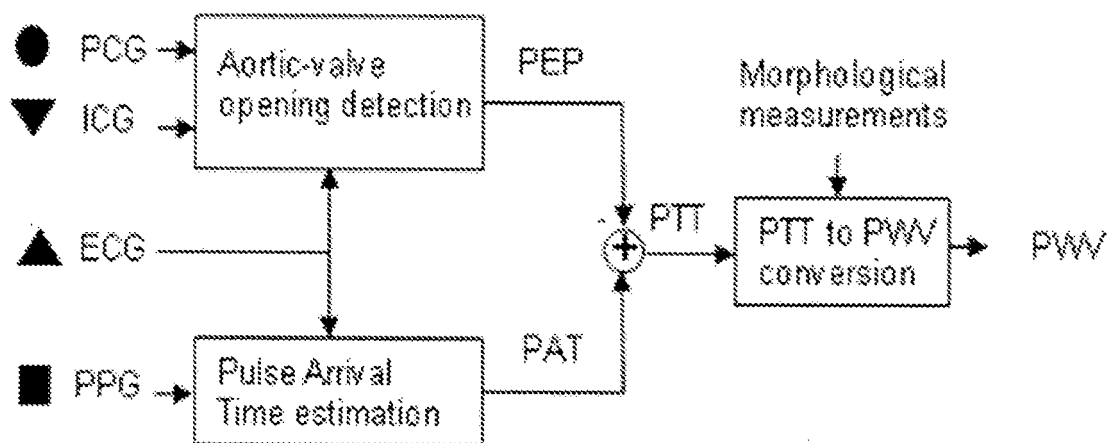 PCG
ICG
ECG
PPG
Aortic-valve
opening detection
Pulse Arrival
Time estimation
PEP
PAT
+
PTT
Morphological
measurements
PTT to PWV
conversion
PWV